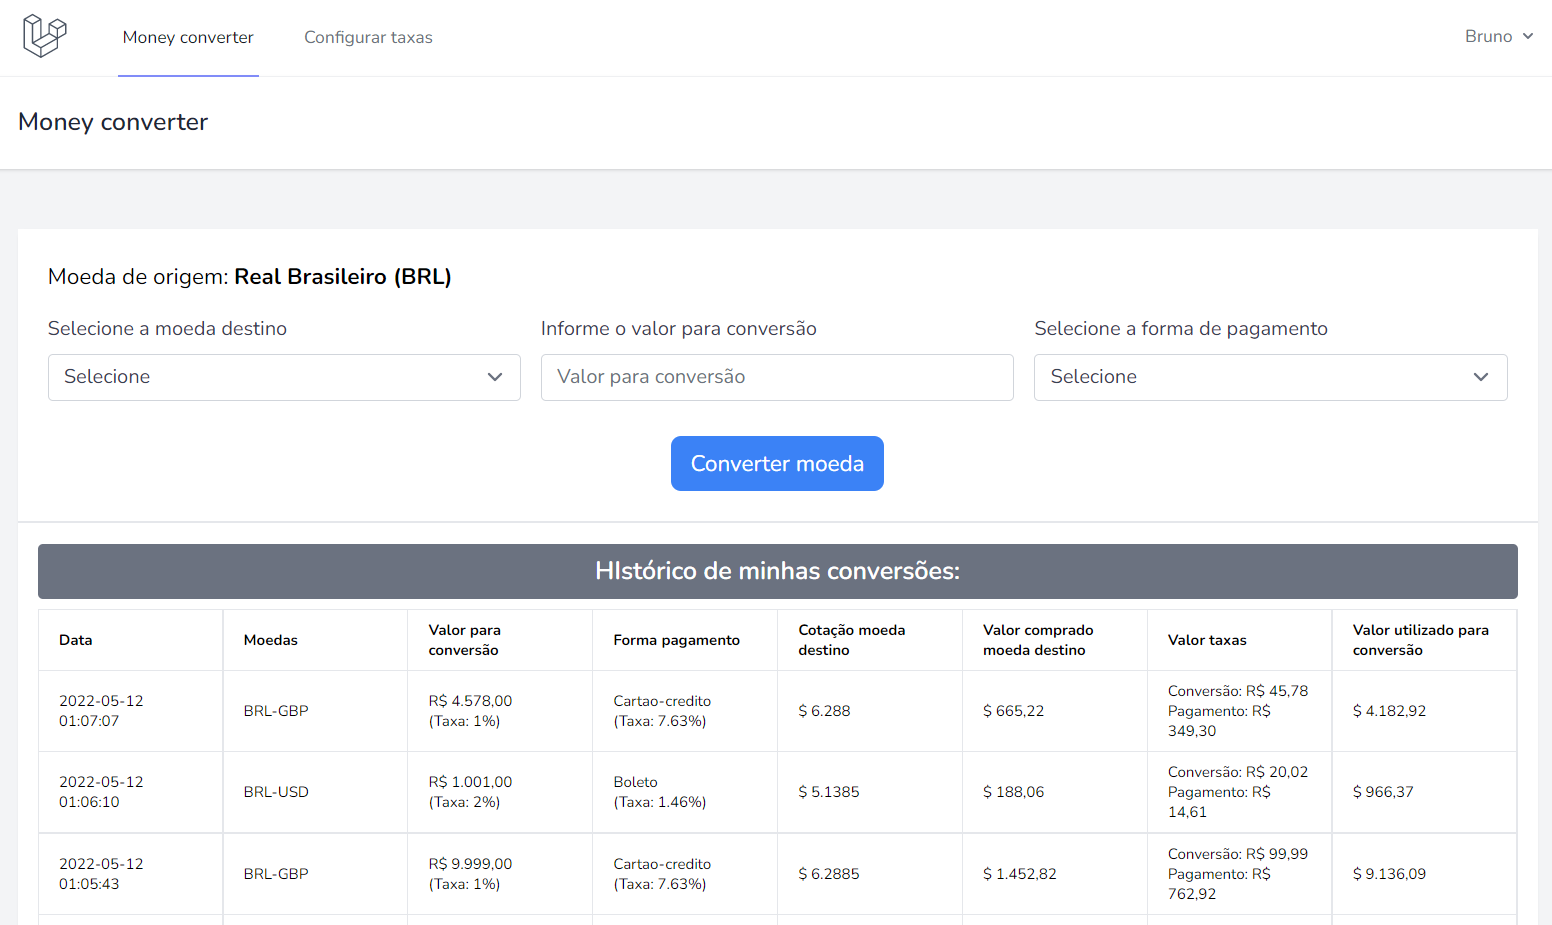 Money converter
Configurar taxas
Bruno
Money converter
Moeda de origem: Real Brasileiro (BRL)
Selecione a moeda destino
Informe o valor para conversão
Selecione a forma de pagamento
Selecione
Valor para conversão
Selecione
Converter moeda
HIstórico de minhas conversões:
Data
Moedas
Valor para
conversão
Forma pagamento
Cotação moeda
destino
Valor comprado
moeda destino
Valor taxas
Valor utilizado para
conversão
2022-05-12
01:07:07
BRL-GBP
R$ 4.578,00
(Taxa: 1%)
Cartao-credito
(Taxa: 7.63%)
$ 6.288
$ 665,22
Conversão: R$ 45,78
Pagamento: R$
349,30
$ 4.182,92
2022-05-12
01:06:10
BRL-USD
R$ 1.001,00
(Taxa: 2%)
Boleto
(Taxa: 1.46%)
$ 5.1385
$ 188,06
Conversão: R$ 20,02
Pagamento: R$
14,61
$ 966,37
2022-05-12
01:05:43
BRL-GBP
R$ 9.999,00
(Taxa: 1%)
Cartao-credito
(Taxa: 7.63%)
$ 6.2885
$ 1.452,82
Conversão: R$ 99,99
Pagamento: R$
762,92
$ 9.136,09